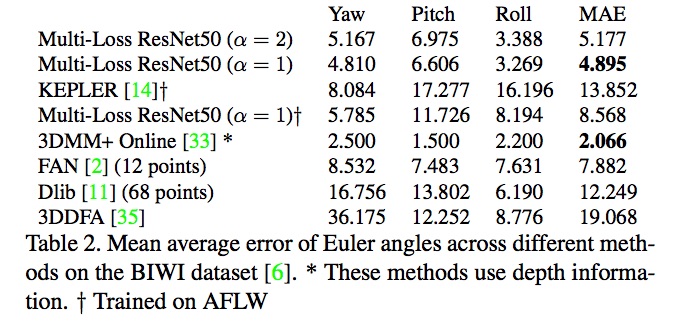 Yaw Pitch Roll MAE
Multi-Loss ResNet50 (α = 2) 5.167 6.975 3.388 5.177
Multi-Loss ResNet50 (α = 1) 4.810 6.606 3.269 4.895
KEPLER [14]† 8.084 17.277 16.196 13.852
Multi-Loss ResNet50 (α = 1)† 5.785 11.726 8.194 8.568
3DMM+ Online [33] * 2.500 1.500 2.200 2.066
FAN [2] (12 points) 8.532 7.483 7.631 7.882
Dlib [11] (68 points) 16.756 13.802 6.190 12.249
3DDFA [35] 36.175 12.252 8.776 19.068
Table 2. Mean average error of Euler angles across different meth-
ods on the BIWI dataset [6]. * These methods use depth informa-
tion. † Trained on AFLW